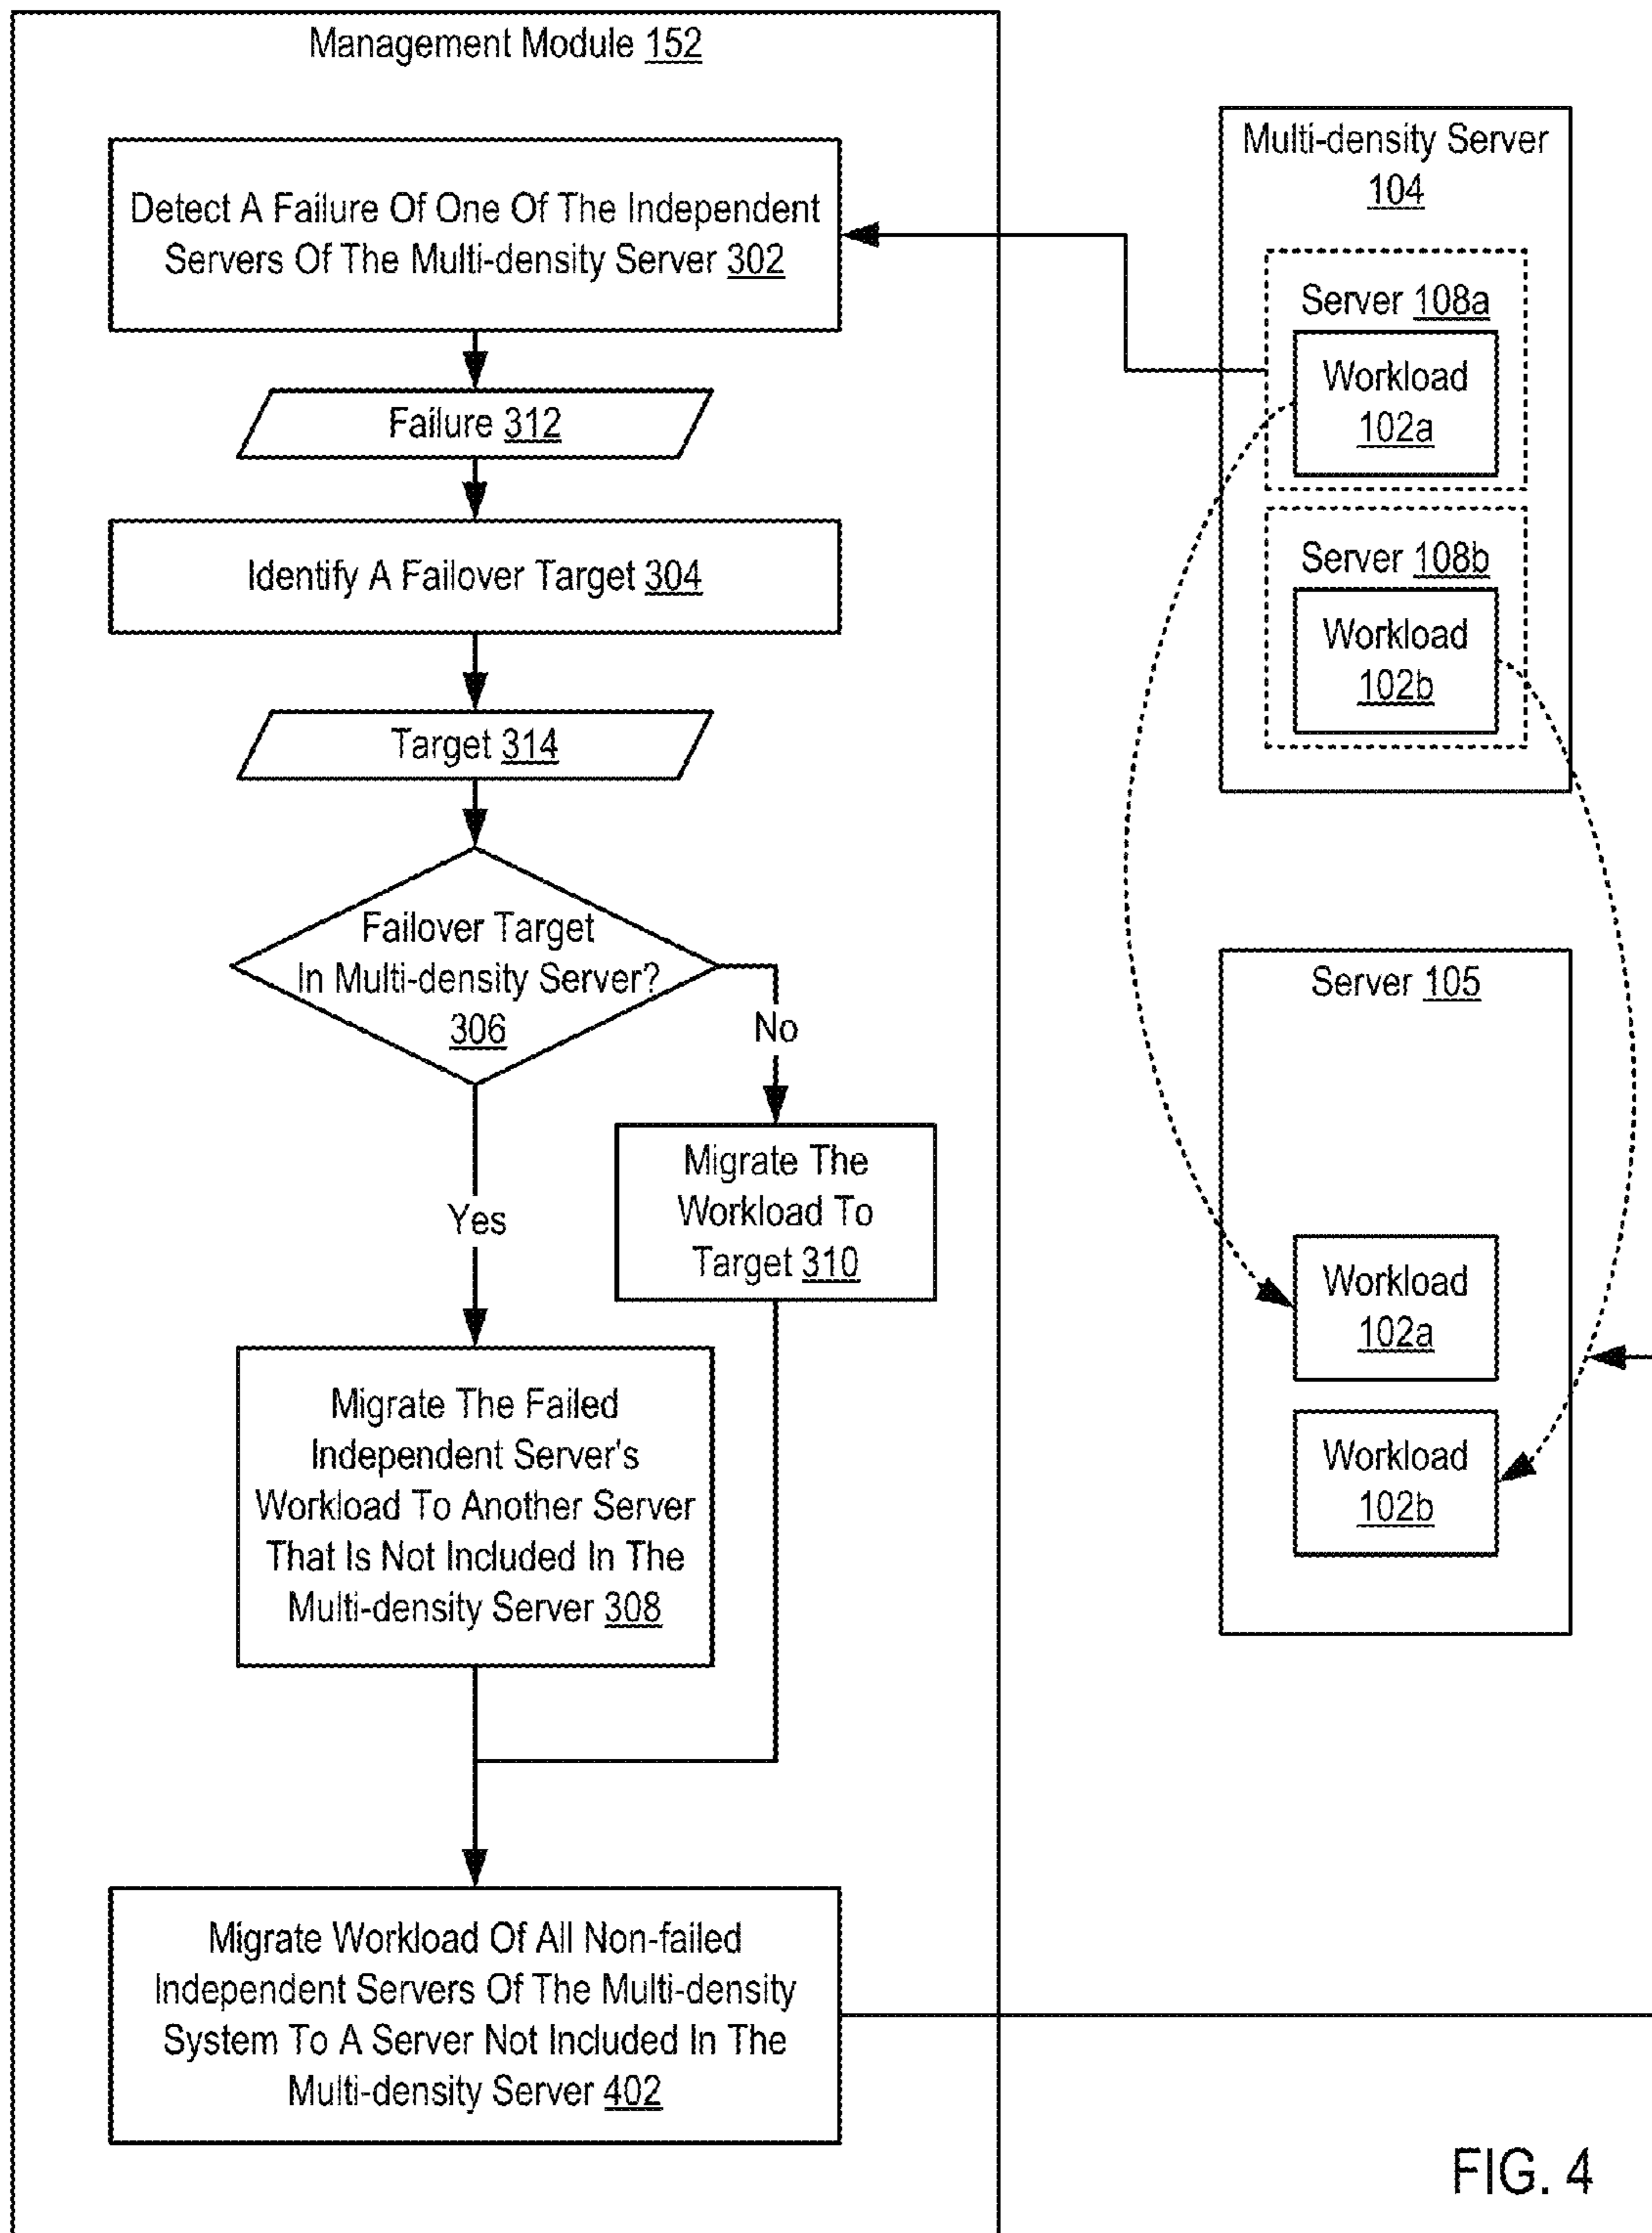 Management Module 152
Detect A Failure Of One Of The Independent
Servers Of The Multi-density Server 302
Failure 312
Identify A Failover Target 304
Target 314
Failover Target
In Multi-density Server?
306
No
Yes
Migrate The
Workload To
Target 310
Migrate The Failed
Independent Server's
Workload To Another Server
That Is Not Included In The
Multi-density Server 308
Migrate Workload Of All Non-failed
Independent Servers Of The Multi-density
System To A Server Not Included In The
Multi-density Server 402
Multi-density Server
104
Server 108a
Workload
102a
Server 108b
Workload
102b
Server 105
Workload
102a
Workload
102b
FIG. 4